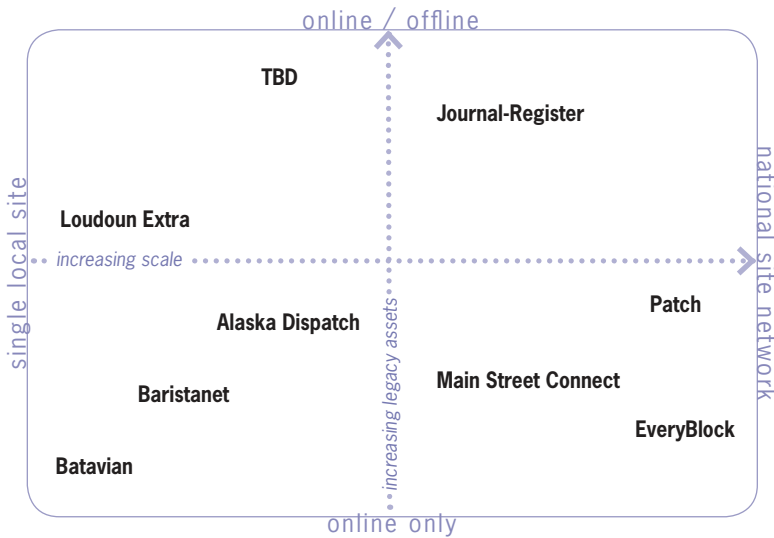 online / offline
TBD
Journal-Register
single local site
national site network
Loudoun Extra
increasing scale
increasing legacy assets
Patch
Alaska Dispatch
Main Street Connect
Baristanet
EveryBlock
Batavian
online only